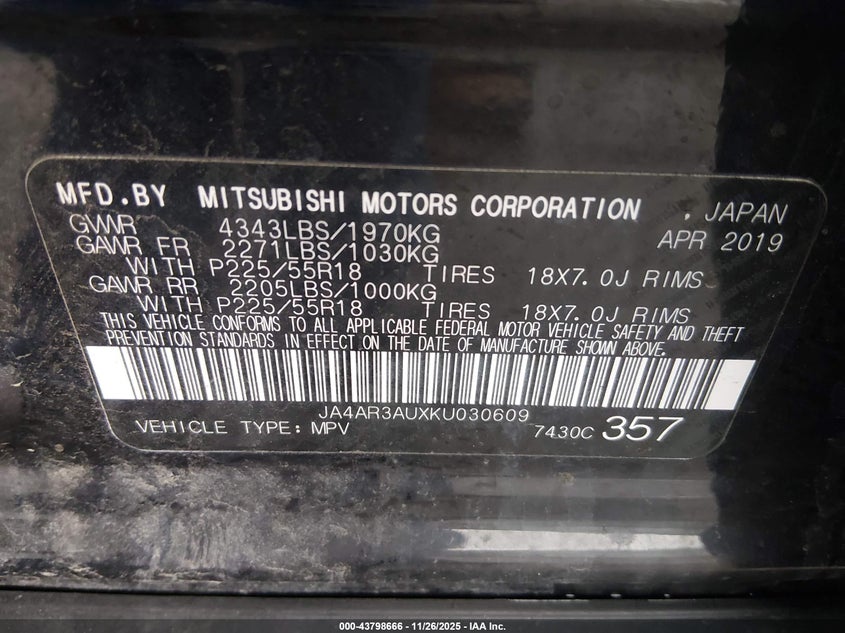 MFD.BY MITSUBISHI MOTORS CORPORATION , JAPAN
GVWR 4343LBS/1970KG APR 2019
GAWR FR 2271LBS/1030KG
WITH P225/55R18 TIRES 18X7.0J RIMS
GAWR RR 2205LBS/1000KG
WITH P225/55R18 TIRES 18X7.0J RIMS
THIS VEHICLE CONFORMS TO ALL APPLICABLE FEDERAL MOTOR VEHICLE SAFETY AND THEFT
PREVENTION STANDARDS IN EFFECT ON THE DATE OF MANUFACTURE SHOWN ABOVE.
JA4AR3AUXKU030609
VEHICLE TYPE: MPV 7430C 357
000-43798666 - 11/26/2025 - IAA Inc.